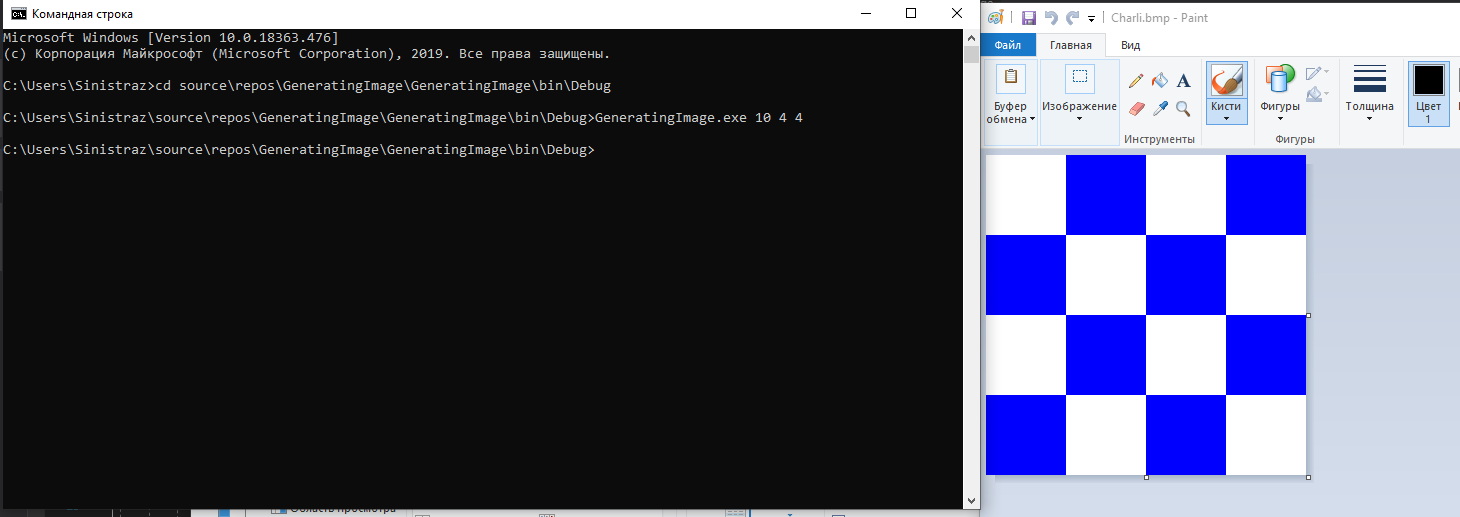 Командная строка
Microsoft Windows [Version 10.0.18363.476]
(c) Корпорация Майкрософт (Microsoft Corporation), 2019. Все права защищены.
C:\Users\Sinistraz>cd source\repos\GeneratingImage\GeneratingImage\bin\Debug
C:\Users\Sinistraz\source\repos\GeneratingImage\GeneratingImage\bin\Debug>GeneratingImage.exe 10 4 4
C:\Users\Sinistraz\source\repos\GeneratingImage\GeneratingImage\bin\Debug>
Charli.bmp - Paint
Файл Главная Вид
Буфер обмена
Изображение
Инструменты
Кисти
Фигуры
Фигуры
Толщина
Цвет 1
Область просмотра